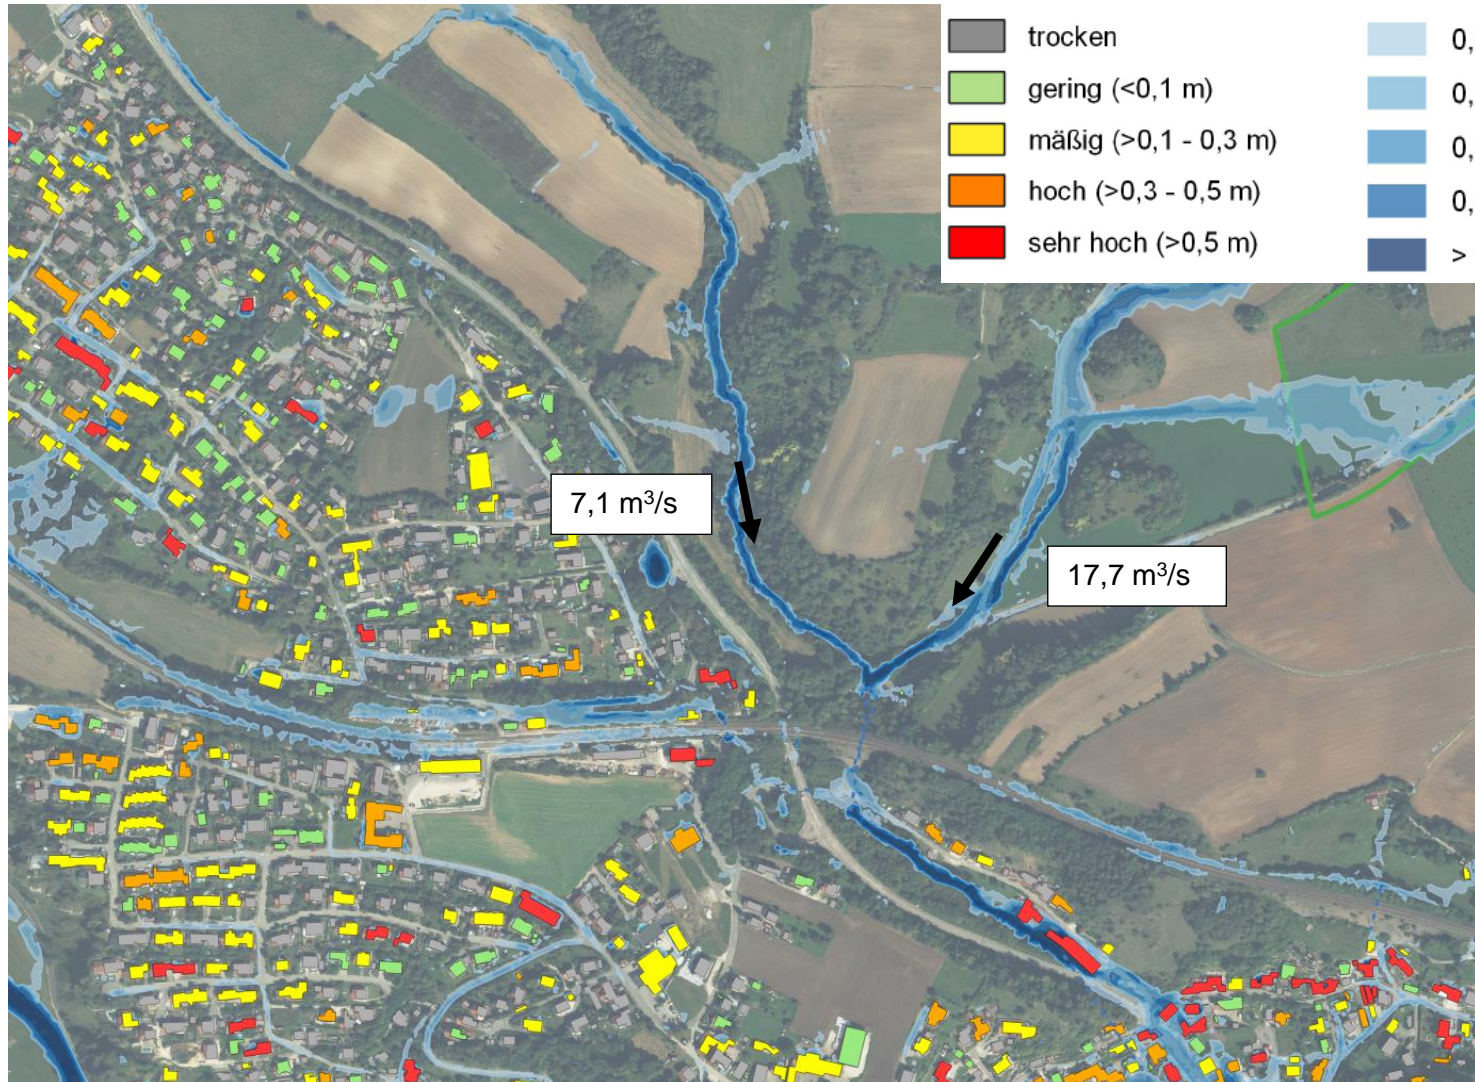 trocken
gering (<0,1 m)
mäßig (>0,1 - 0,3 m)
hoch (>0,3 - 0,5 m)
sehr hoch (>0,5 m)
0,
0,
0,
0,
>
7,1 m³/s
17,7 m³/s